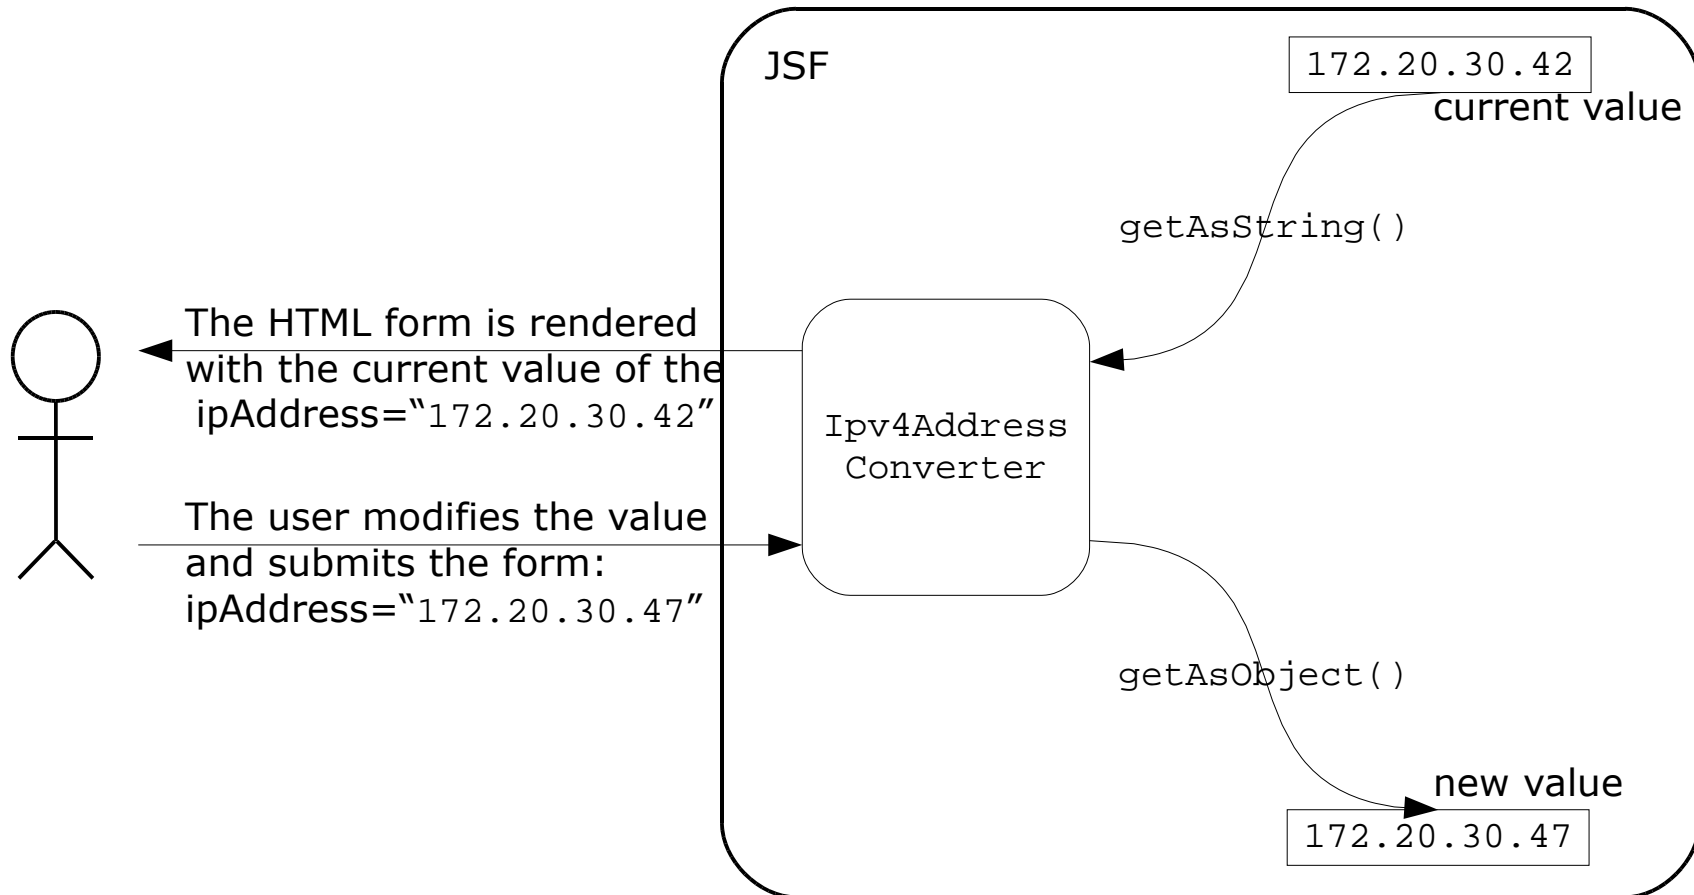 JSF
172.20.30.42
current value
getAsString()
The HTML form is rendered
with the current value of the
ipAddress=“172.20.30.42”
Ipv4Address
Converter
The user modifies the value
and submits the form:
ipAddress=“172.20.30.47”
getAsObject()
new value
172.20.30.47